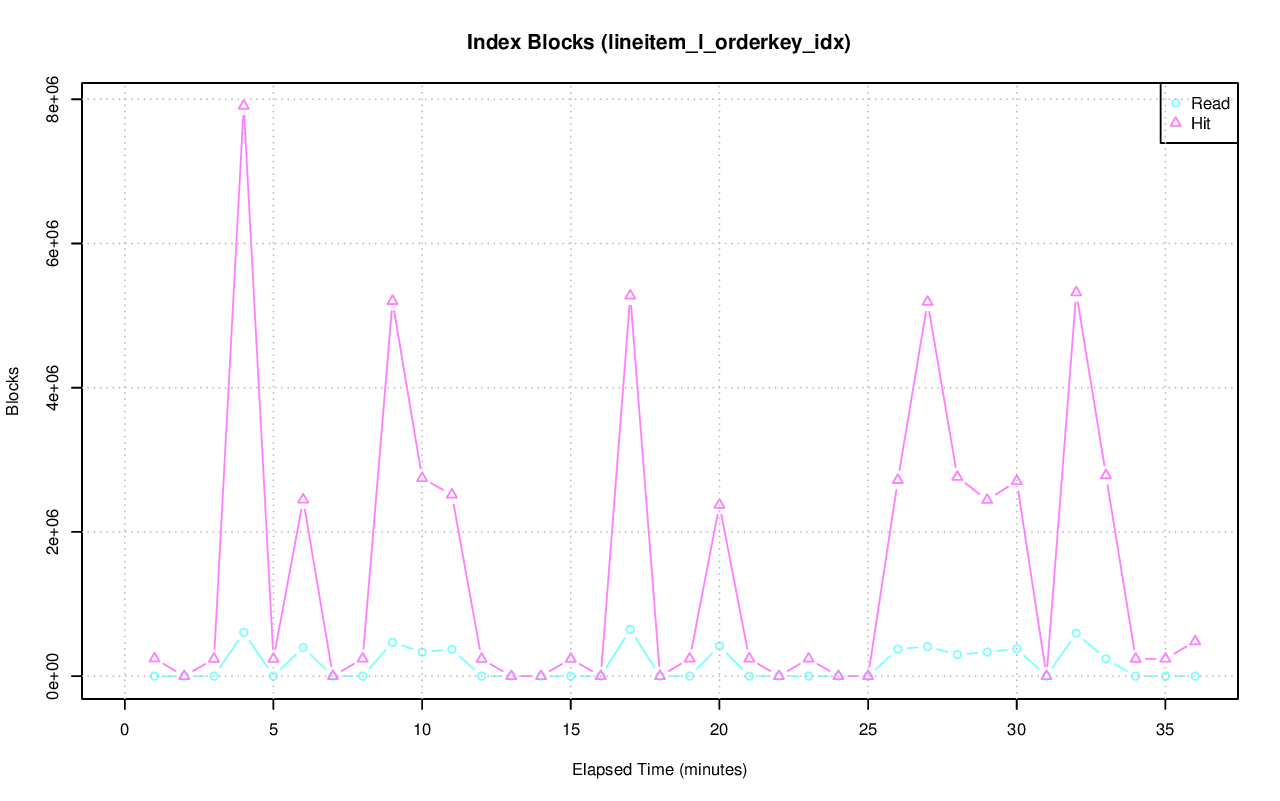 Index Blocks (lineitem_l_orderkey_idx)
Read
Hit
Blocks
8e+06
6e+06
4e+06
2e+06
0e+00
0 5 10 15 20 25 30 35
Elapsed Time (minutes)